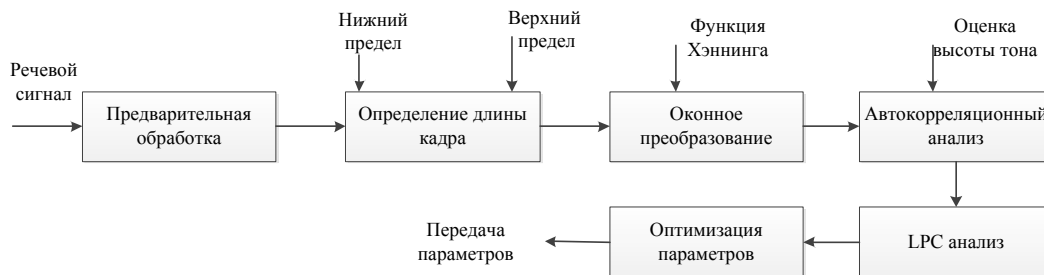 Речевой
сигнал
Предварительная
обработка
Нижний
предел
Верхний
предел
Определение длины
кадра
Функция
Хэннинга
Оконное
преобразование
Оценка
высоты тона
Автокорреляционный
анализ
LPC анализ
Оптимизация
параметров
Передача
параметров